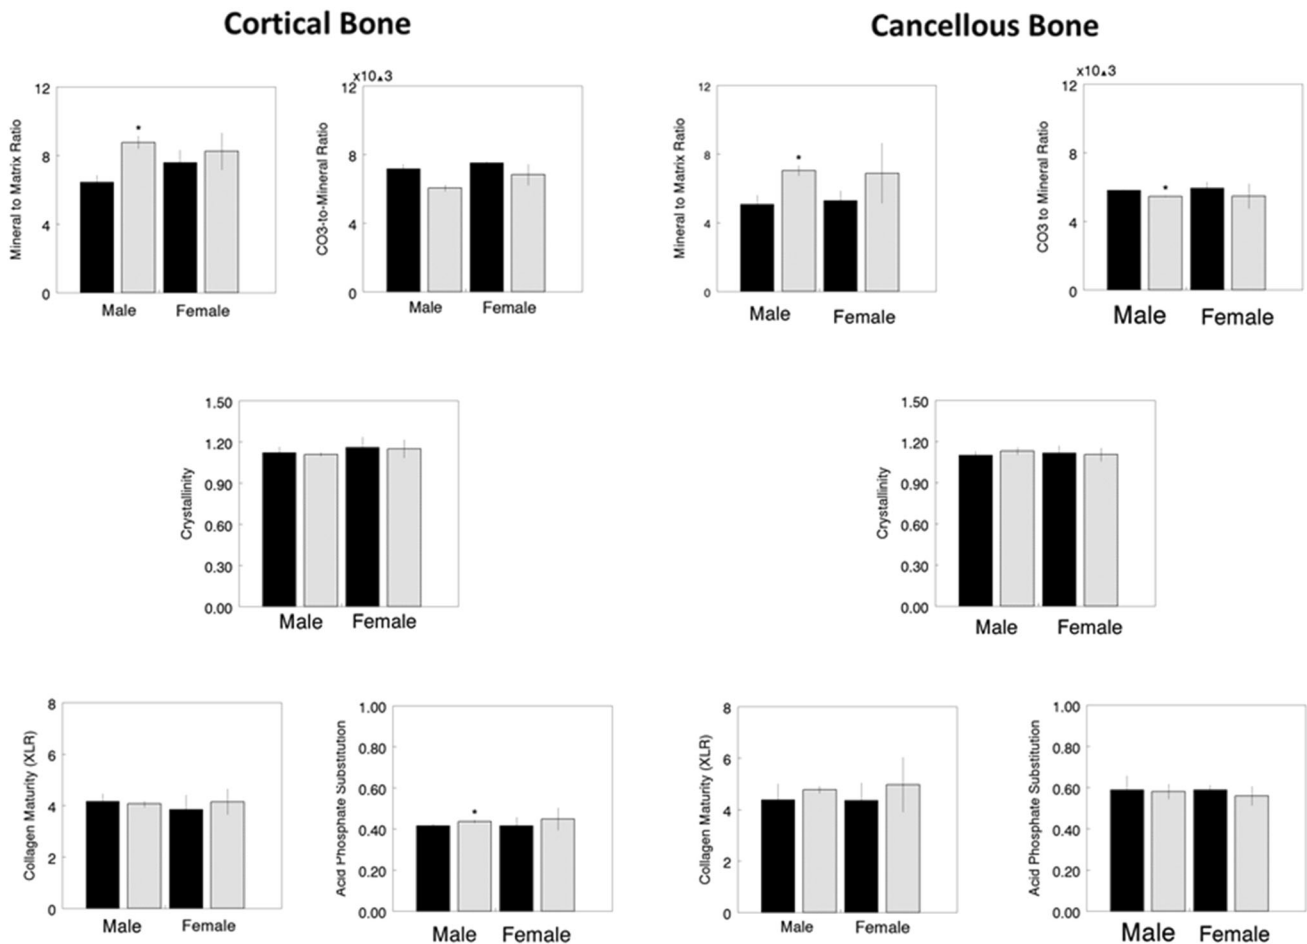 Cortical Bone
Cancellous Bone
Mineral to Matrix Ratio
12
8
4
0
*
Male
Female
x10▴3
CO3-to-Mineral Ratio
12
8
4
0
Male
Female
Mineral to Matrix Ratio
12
8
4
0
*
Male
Female
x10▴3
CO3 to Mineral Ratio
12
8
4
0
*
Male
Female
Crystallinity
1.50
1.20
0.90
0.60
0.30
0.00
Male
Female
Crystallinity
1.50
1.20
0.90
0.60
0.30
0.00
Male
Female
Collagen Maturity (XLR)
8
6
4
2
0
Male
Female
Acid Phosphate Substitution
1.00
0.80
0.60
0.40
0.20
0.00
*
Male
Female
Collagen Maturity (XLR)
8
6
4
2
0
Male
Female
Acid Phosphate Substitution
1.00
0.80
0.60
0.40
0.20
0.00
Male
Female